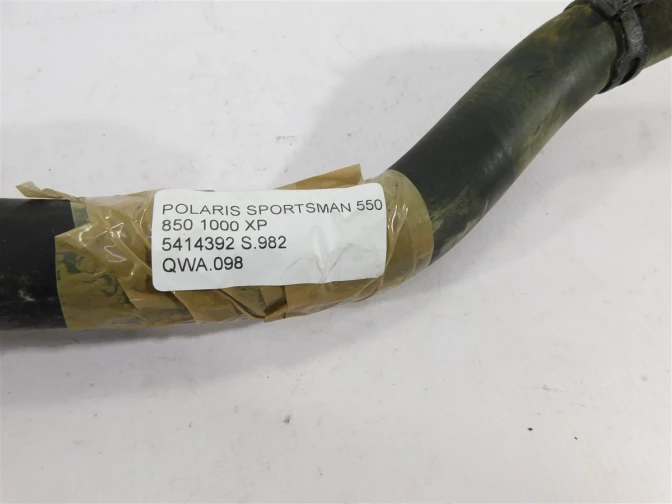 POLARIS SPORTSMAN 550
850 1000 XP
5414392 S.982
QWA.098